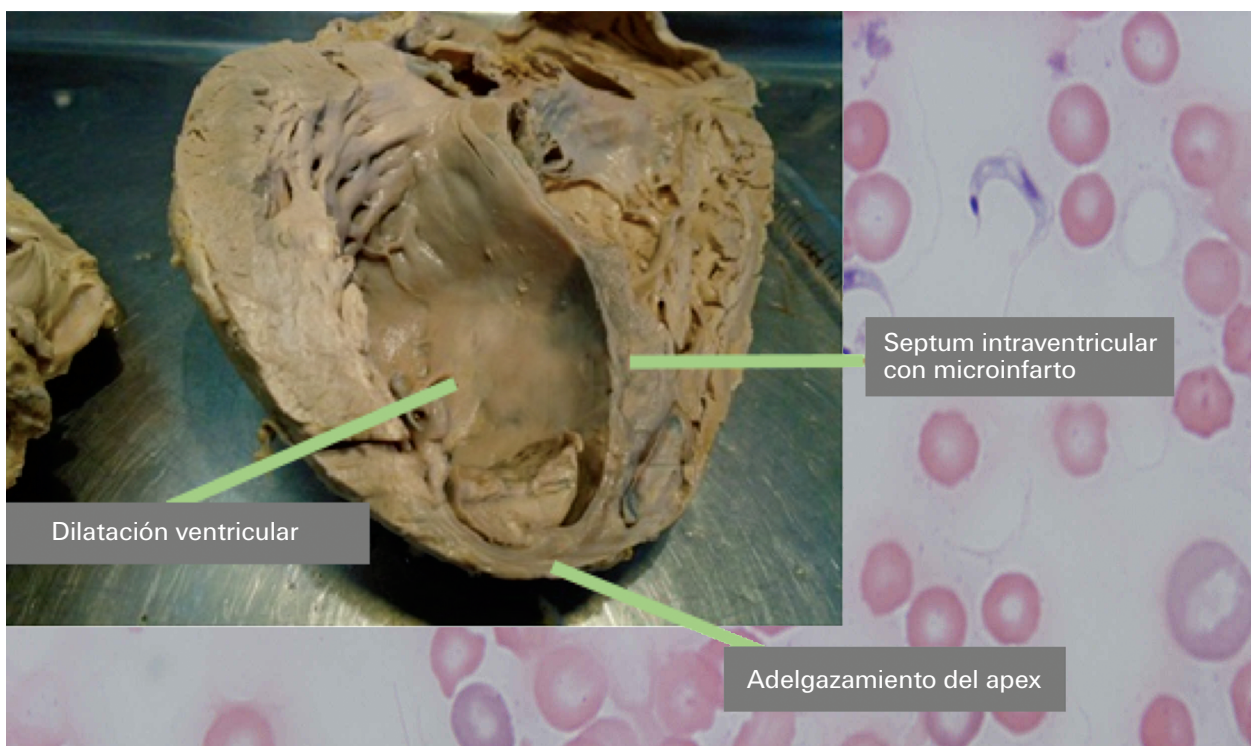 Septum intraventricular
con microinfarto
Dilatación ventricular
Adelgazamiento del apex